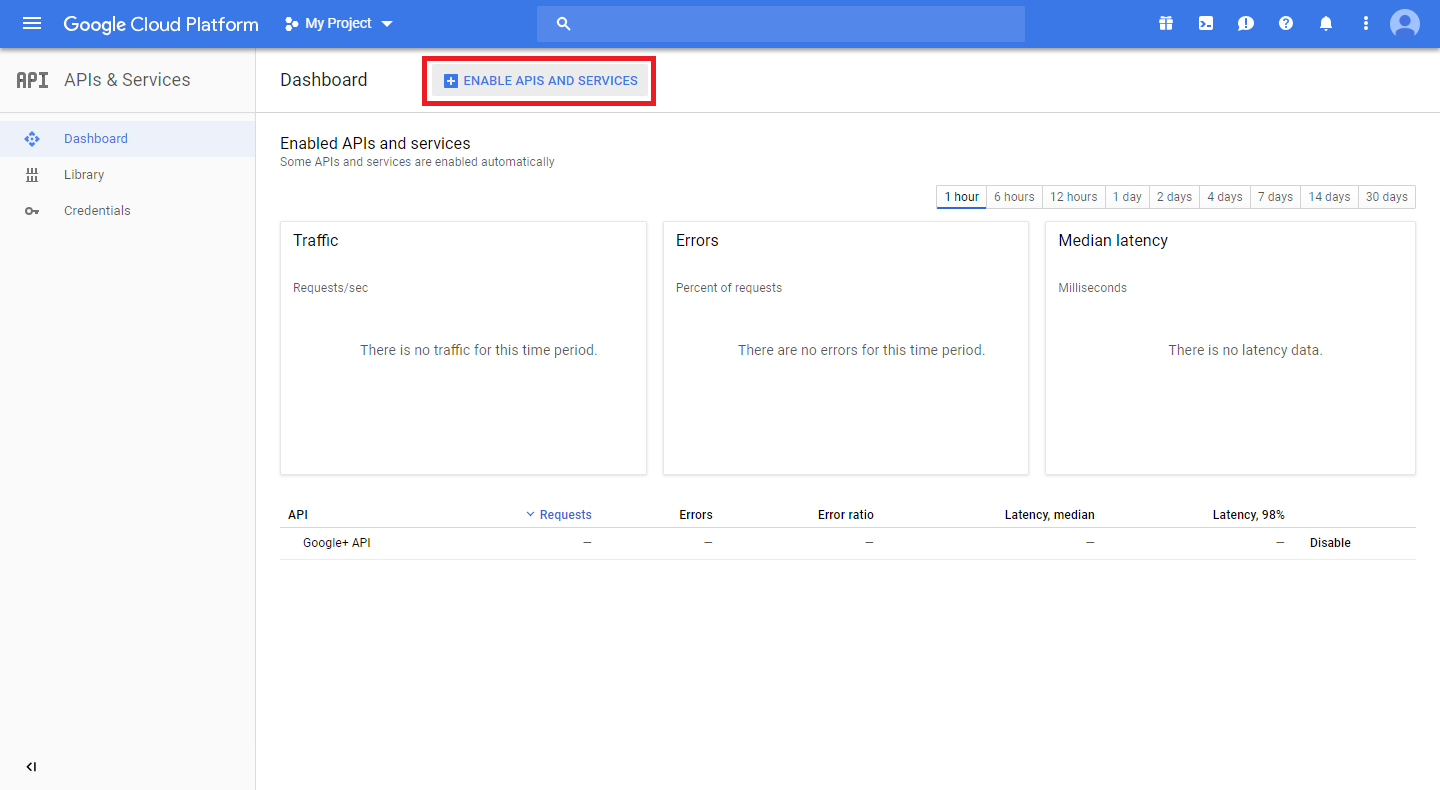 Google Cloud Platform
My Project
API APIs & Services
Dashboard
ENABLE APIS AND SERVICES
Dashboard
Library
Credentials
Enabled APIs and services
Some APIs and services are enabled automatically
1 hour 6 hours 12 hours 1 day 2 days 4 days 7 days 14 days 30 days
Traffic
Requests/sec
There is no traffic for this time period.
Errors
Percent of requests
There are no errors for this time period.
Median latency
Milliseconds
There is no latency data.
API Requests Errors Error ratio Latency, median Latency, 98%
Google+ API — — — — — Disable